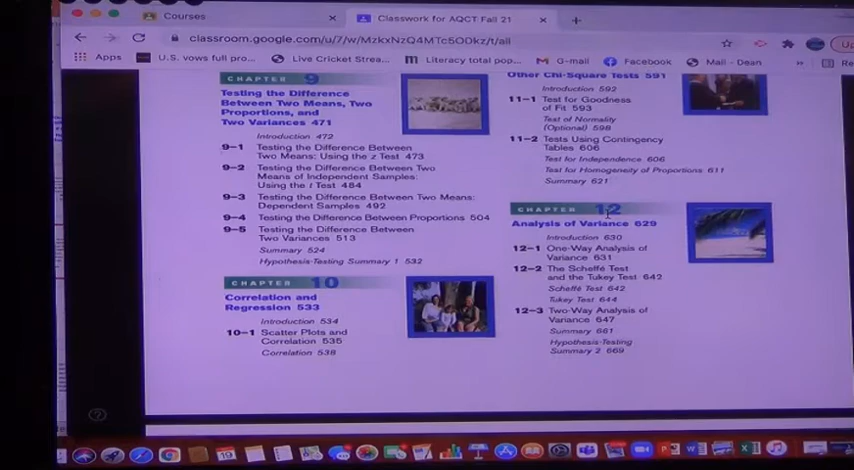 Courses
Classwork for AQCT Fall 21
classroom.google.com/u/7/w/MzkxNzQ4MTc5ODkz/t/all
Apps
U.S. vows full pro...
Live Cricket Strea...
Literacy total pop...
G-mail
Facebook
Mail - Dean
»
CHAPTER 9
Testing the Difference
Between Two Means, Two
Proportions, and
Two Variances 471
Introduction 472
9–1 Testing the Difference Between
Two Means: Using the z Test 473
9–2 Testing the Difference Between Two
Means of Independent Samples:
Using the t Test 484
9–3 Testing the Difference Between Two Means:
Dependent Samples 492
9–4 Testing the Difference Between Proportions 504
9–5 Testing the Difference Between
Two Variances 513
Summary 524
Hypothesis-Testing Summary 1 532
CHAPTER 10
Correlation and
Regression 533
Introduction 534
10–1 Scatter Plots and
Correlation 535
Correlation 538
Other Chi-Square Tests 591
Introduction 592
11–1 Test for Goodness
of Fit 593
Test of Normality
(Optional) 598
11–2 Tests Using Contingency
Tables 606
Test for Independence 606
Test for Homogeneity of Proportions 611
Summary 621
CHAPTER 12
Analysis of Variance 629
Introduction 630
12–1 One-Way Analysis of
Variance 631
12–2 The Scheffé Test
and the Tukey Test 642
Scheffé Test 642
Tukey Test 644
12–3 Two-Way Analysis of
Variance 647
Summary 661
Hypothesis-Testing
Summary 2 669
19